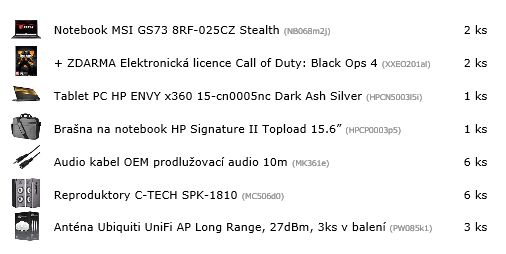 Notebook MSI GS73 8RF-025CZ Stealth (NB068m2j) 2 ks
+ ZDARMA Elektronická licence Call of Duty: Black Ops 4 (XXEO201al) 2 ks
Tablet PC HP ENVY x360 15-cn0005nc Dark Ash Silver (HPCN5003l5i) 1 ks
Brašna na notebook HP Signature II Topload 15.6” (HPCP0003p5) 1 ks
Audio kabel OEM prodlužovací audio 10m (MK361e) 6 ks
Reproduktory C-TECH SPK-1810 (MC506d0) 6 ks
Anténa Ubiquiti UniFi AP Long Range, 27dBm, 3ks v balení (PW085k1) 3 ks